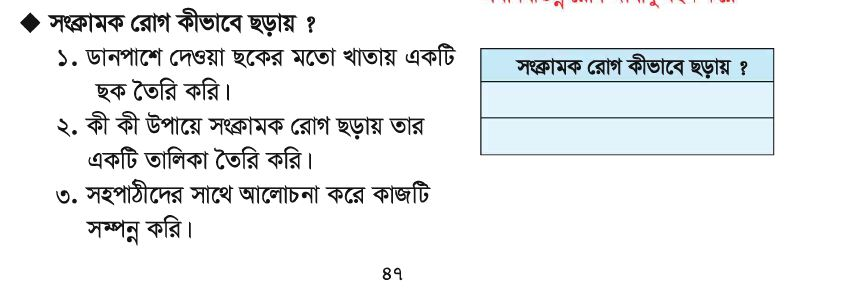 ◆ সংক্রামক রোগ কীভাবে ছড়ায় ?
১. ডানপাশে দেওয়া ছকের মতো খাতায় একটি
ছক তৈরি করি।
২. কী কী উপায়ে সংক্রামক রোগ ছড়ায় তার
একটি তালিকা তৈরি করি।
৩. সহপাঠীদের সাথে আলোচনা করে কাজটি
সম্পন্ন করি।
সংক্রামক রোগ কীভাবে ছড়ায় ?
৪৭